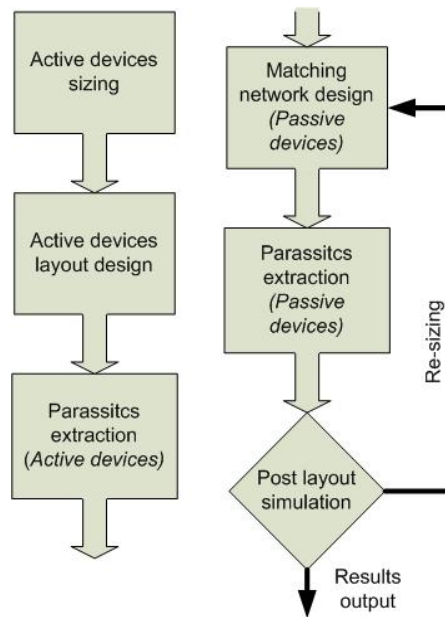 Active devices
sizing
Active devices
layout design
Parassitcs
extraction
(Active devices)
Matching
network design
(Passive
devices)
Parassitcs
extraction
(Passive
devices)
Re-sizing
Post layout
simulation
Results
output